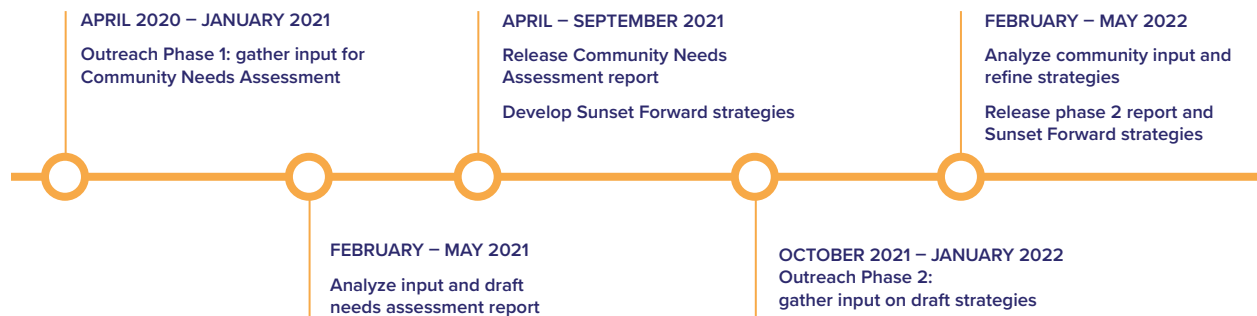 APRIL 2020 – JANUARY 2021
Outreach Phase 1: gather input for
Community Needs Assessment
FEBRUARY – MAY 2021
Analyze input and draft
needs assessment report
APRIL – SEPTEMBER 2021
Release Community Needs
Assessment report
Develop Sunset Forward strategies
OCTOBER 2021 – JANUARY 2022
Outreach Phase 2:
gather input on draft strategies
FEBRUARY – MAY 2022
Analyze community input and
refine strategies
Release phase 2 report and
Sunset Forward strategies